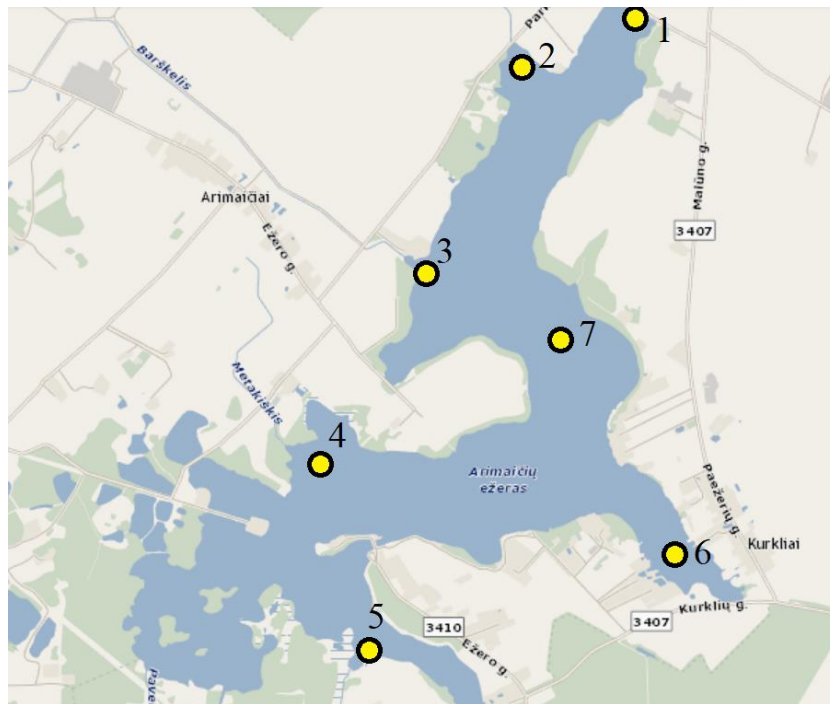 1
2
Barškelis
Maiūno g.
Arimaičiai
Ežero g.
3407
3
7
Metakiškis
4
Arimaičių
ežeras
Paežerių g.
Kurkliai
6
Kurklių g.
3407
3410
5
Ežero g.